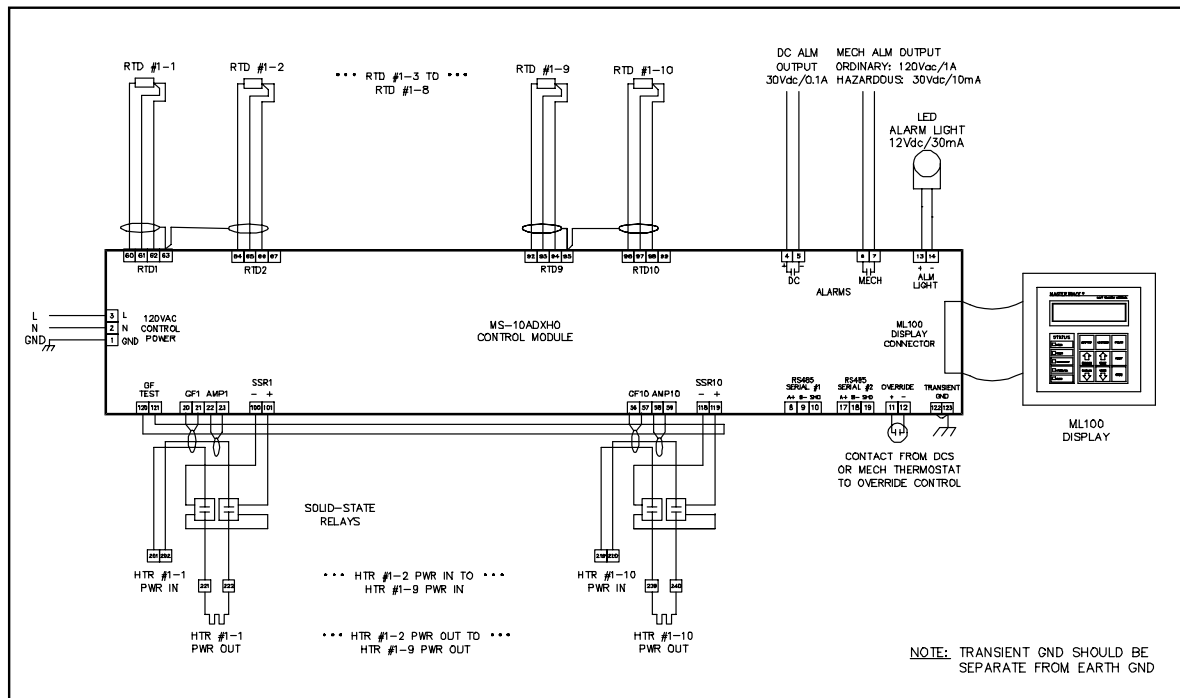 RTD #1-1
RTD #1-2
••• RTD #1-3 TO •••
RTD #1-8
RTD #1-9
RTD #1-10
DC ALM
OUTPUT
30Vdc/0.1A
MECH ALM OUTPUT
ORDINARY: 120Vac/1A
HAZARDOUS: 30Vdc/10mA
LED
ALARM LIGHT
12Vdc/30mA
60 61 62 63
RTD1
64 65 66 67
RTD2
92 93 94 95
RTD9
96 97 98 99
RTD10
4 5
+ -
DC
6 7
MECH
ALARMS
13 14
+ -
ALM
LIGHT
L
N
GND
3 L
2 N
1 GND
120VAC
CONTROL
POWER
MS-10ADXHO
CONTROL MODULE
ML100
DISPLAY
CONNECTOR
STATUS
ML100
DISPLAY
GF
TEST
120 121
GF1 AMP1
20 21 22 23
SSR1
- +
100 101
GF10 AMP10
56 57 58 59
SSR10
- +
118 119
RS485
SERIAL #1
A+ B- SHD
8 9 10
RS485
SERIAL #2
A+ B- SHD
17 18 19
OVERRIDE
+ -
11 12
TRANSIENT
GND
122 123
CONTACT FROM DCS
OR MECH THERMOSTAT
TO OVERRIDE CONTROL
SOLID-STATE
RELAYS
201 202
HTR #1-1
PWR IN
221 222
HTR #1-1
PWR OUT
••• HTR #1-2 PWR IN TO •••
HTR #1-9 PWR IN
••• HTR #1-2 PWR OUT TO •••
HTR #1-9 PWR OUT
219 220
HTR #1-10
PWR IN
239 240
HTR #1-10
PWR OUT
NOTE: TRANSIENT GND SHOULD BE
SEPARATE FROM EARTH GND